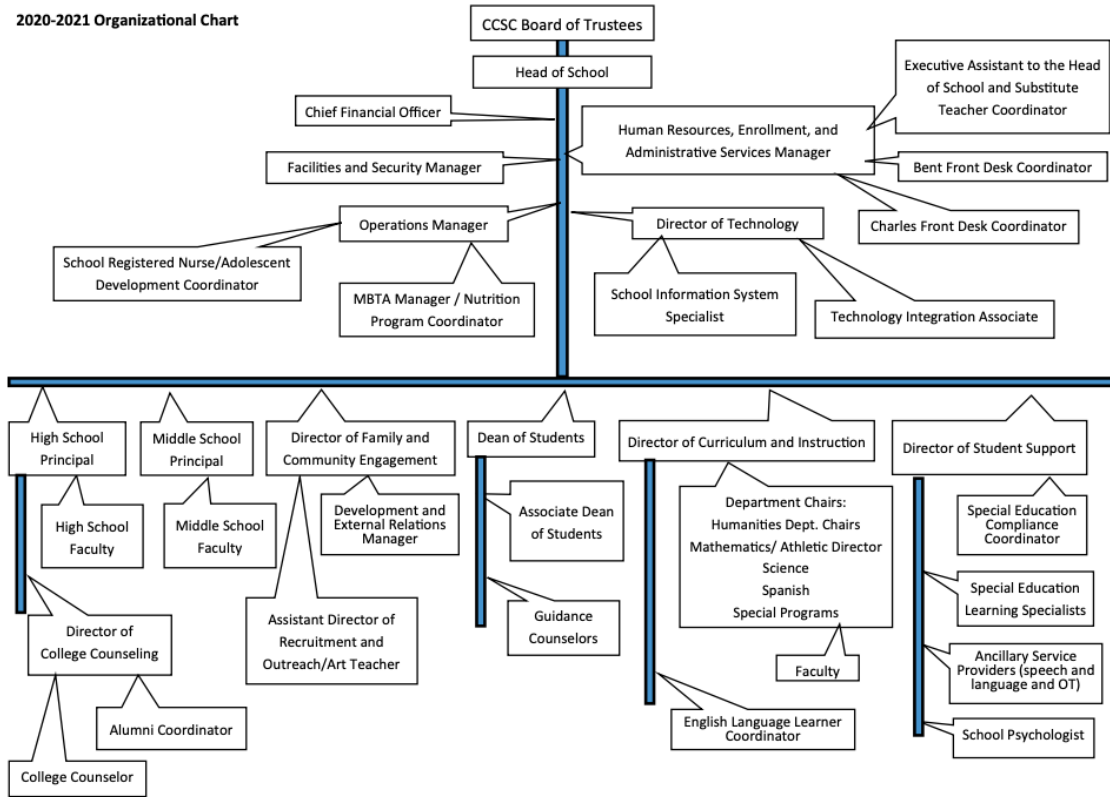 2020-2021 Organizational Chart
CCSC Board of Trustees
Head of School
Executive Assistant to the Head
of School and Substitute
Teacher Coordinator
Chief Financial Officer
Human Resources, Enrollment, and
Administrative Services Manager
Facilities and Security Manager
Bent Front Desk Coordinator
Operations Manager
Director of Technology
Charles Front Desk Coordinator
School Registered Nurse/Adolescent
Development Coordinator
MBTA Manager / Nutrition
Program Coordinator
School Information System
Specialist
Technology Integration Associate
High School
Principal
Middle School
Principal
Director of Family and
Community Engagement
Dean of Students
Director of Curriculum and Instruction
Director of Student Support
High School
Faculty
Middle School
Faculty
Development and
External Relations
Manager
Associate Dean
of Students
Department Chairs:
Humanities Dept. Chairs
Mathematics/ Athletic Director
Science
Spanish
Special Programs
Special Education
Compliance
Coordinator
Special Education
Learning Specialists
Director of
College Counseling
Assistant Director of
Recruitment and
Outreach/Art Teacher
Guidance
Counselors
Faculty
Ancillary Service
Providers (speech and
language and OT)
Alumni Coordinator
English Language Learner
Coordinator
School Psychologist
College Counselor